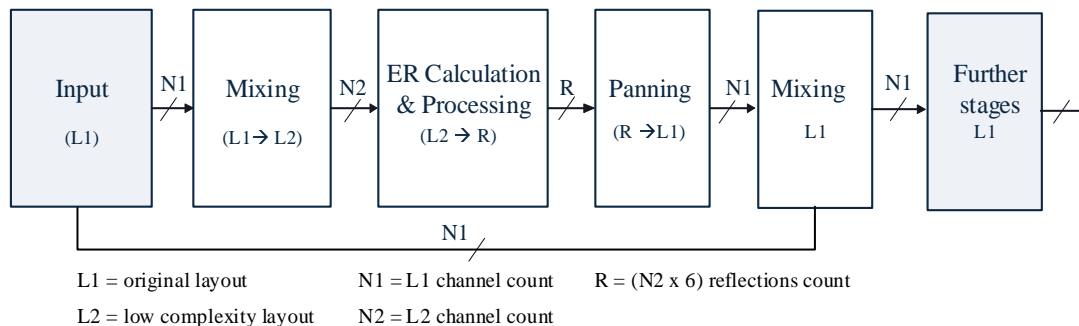 Input
(L1)
N1
Mixing
(L1→ L2)
N2
ER Calculation
& Processing
(L2 → R)
R
Panning
(R →L1)
N1
Mixing
L1
N1
Further
stages
L1
N1
L1 = original layout
N1 = L1 channel count
R = (N2 x 6) reflections count
L2 = low complexity layout
N2 = L2 channel count